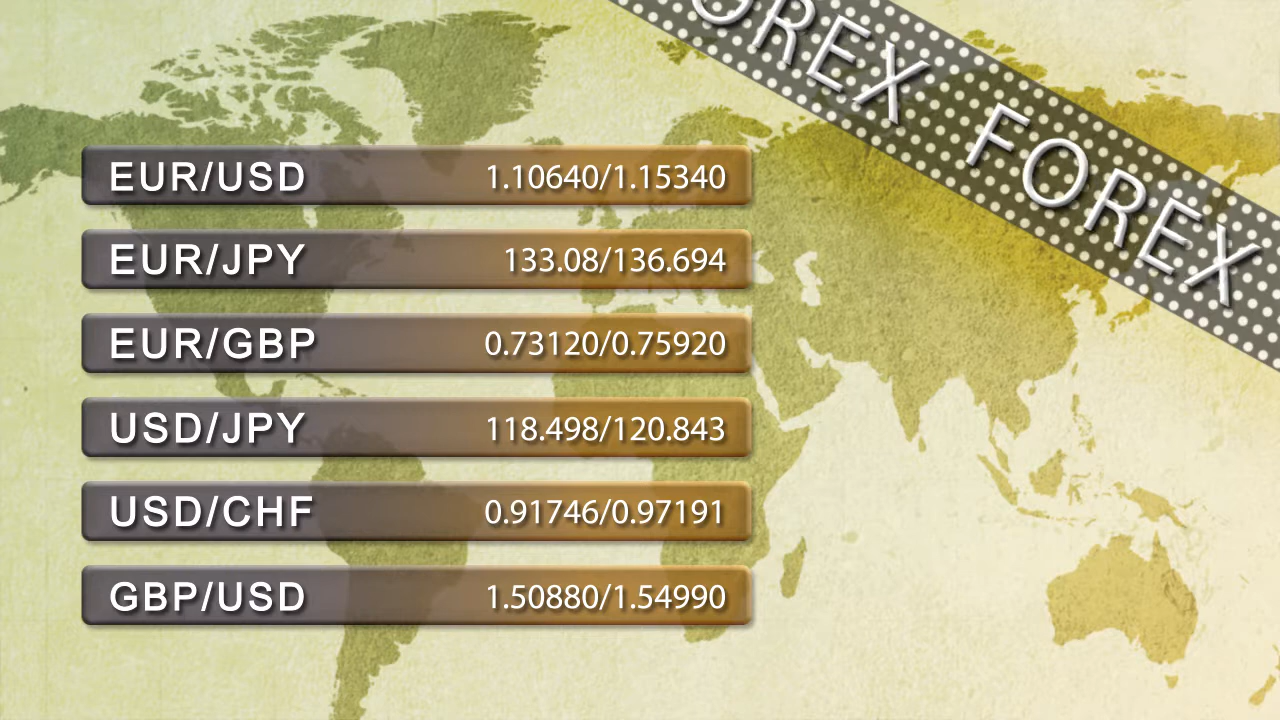 OREX FOREX
EUR/USD 1.10640/1.15340
EUR/JPY 133.08/136.694
EUR/GBP 0.73120/0.75920
USD/JPY 118.498/120.843
USD/CHF 0.91746/0.97191
GBP/USD 1.50880/1.54990